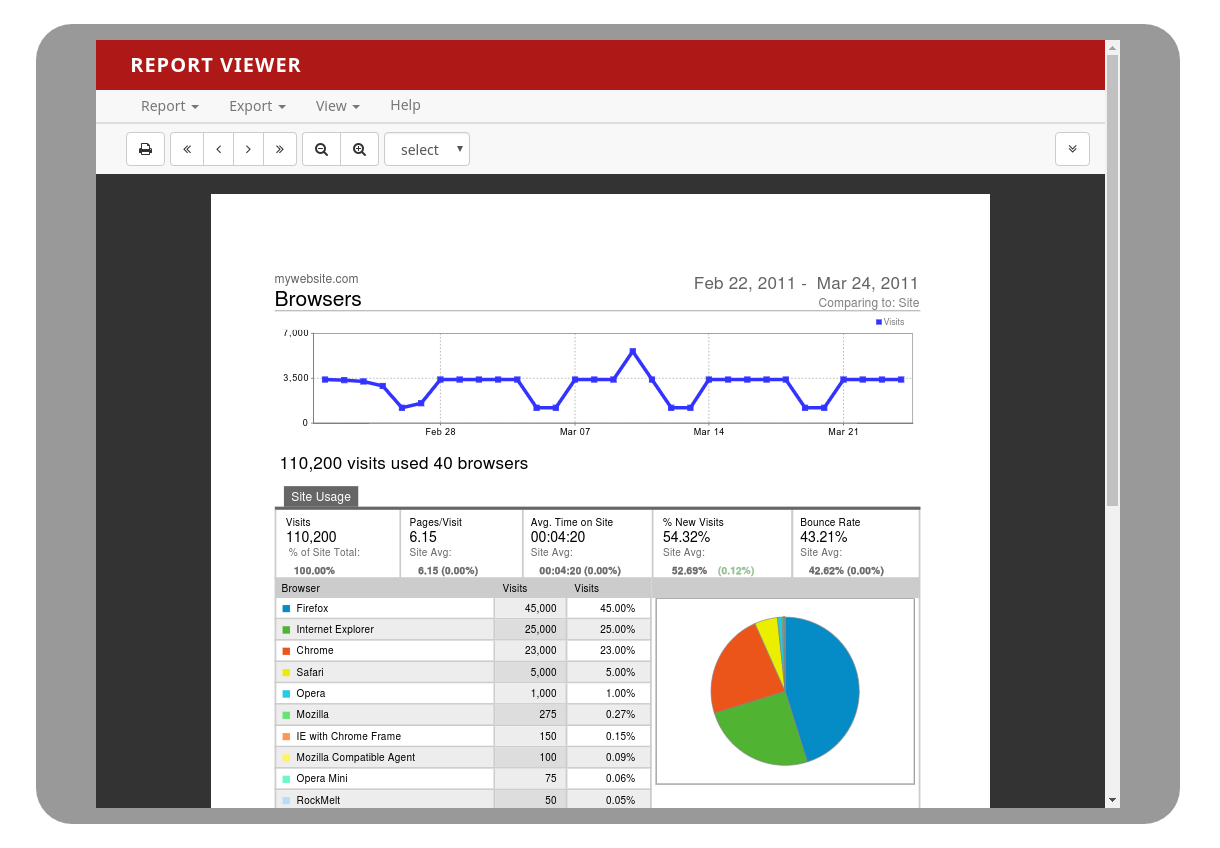 REPORT VIEWER
Report Export View Help
select
mywebsite.com
Feb 22, 2011 - Mar 24, 2011
Browsers
Comparing to: Site
Visits
7,000
3,500
0
Feb 28 Mar 07 Mar 14 Mar 21
110,200 visits used 40 browsers
Site Usage
Visits Pages/Visit Avg. Time on Site % New Visits Bounce Rate
110,200 6.15 00:04:20 54.32% 43.21%
% of Site Total: Site Avg: Site Avg: Site Avg: Site Avg:
100.00% 6.15 (0.00%) 00:04:20 (0.00%) 52.69% (0.12%) 42.62% (0.00%)
Browser Visits Visits
Firefox 45,000 45.00%
Internet Explorer 25,000 25.00%
Chrome 23,000 23.00%
Safari 5,000 5.00%
Opera 1,000 1.00%
Mozilla 275 0.27%
IE with Chrome Frame 150 0.15%
Mozilla Compatible Agent 100 0.09%
Opera Mini 75 0.06%
RockMelt 50 0.05%